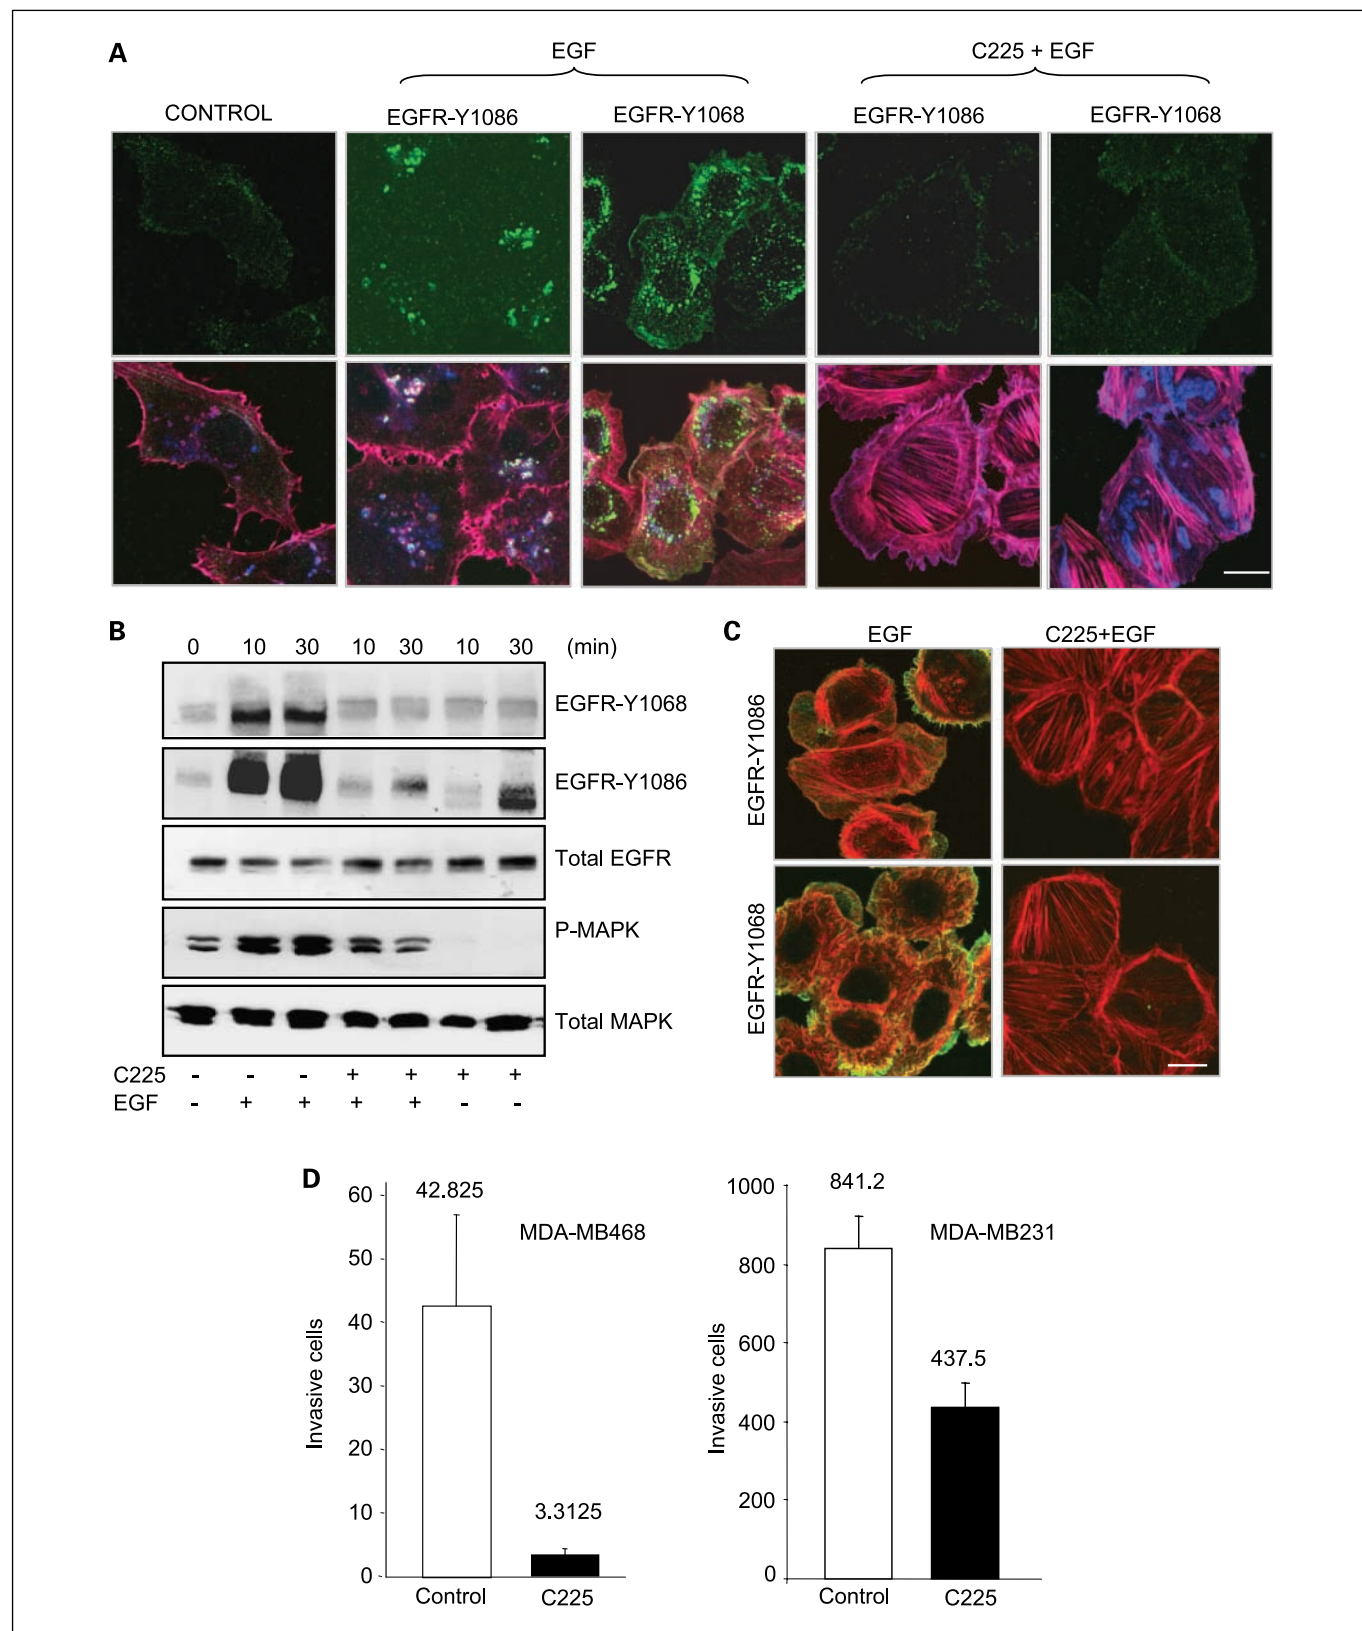 A
EGF
C225 + EGF
CONTROL
EGFR-Y1086
EGFR-Y1068
EGFR-Y1086
EGFR-Y1068
B
0 10 30 10 30 10 30 (min)
EGFR-Y1068
EGFR-Y1086
Total EGFR
P-MAPK
Total MAPK
C225 - - - + + + +
EGF - + + + + - -
C
EGF
C225+EGF
EGFR-Y1086
EGFR-Y1068
D
60
50
40
30
20
10
0
Invasive cells
42.825
MDA-MB468
3.3125
Control
C225
1000
800
600
400
200
0
Invasive cells
841.2
MDA-MB231
437.5
Control
C225